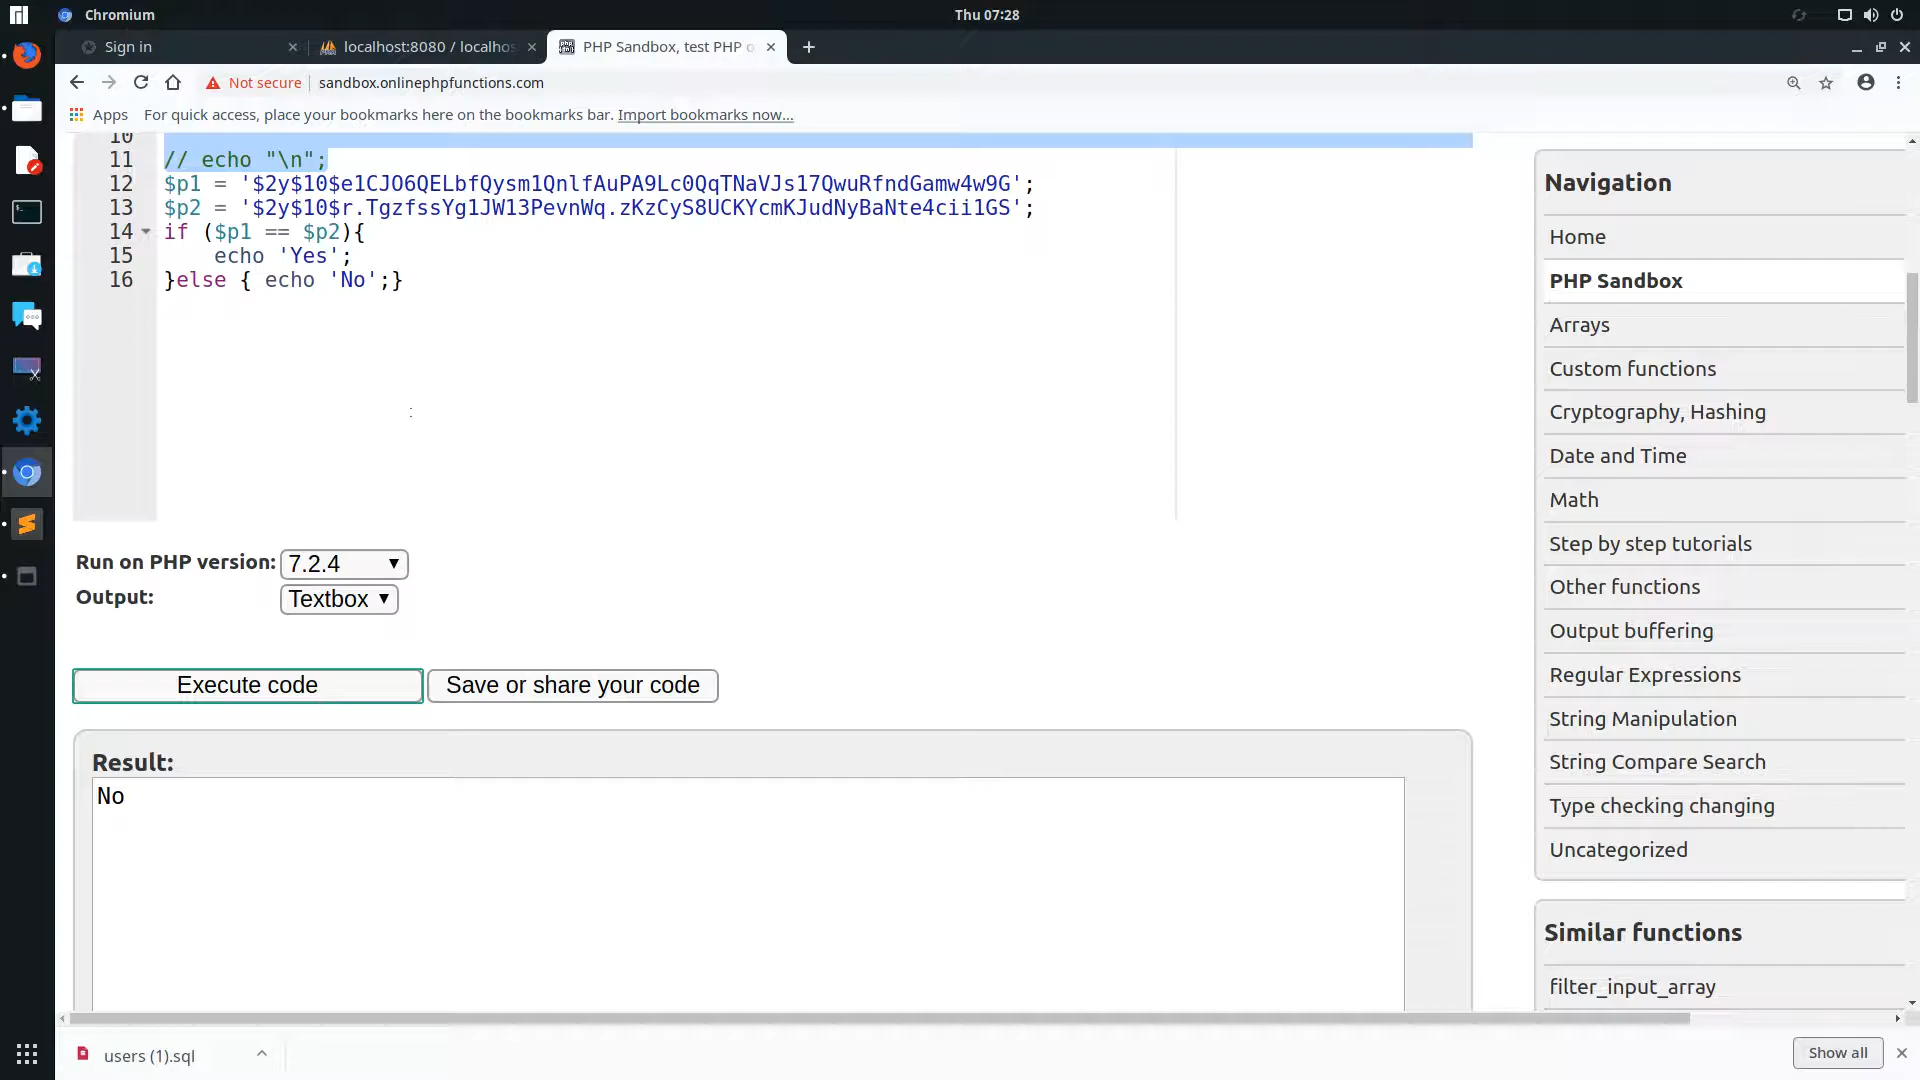 Chromium
Thu 07:28
Sign in
localhost:8080 / localhos
PHP Sandbox, test PHP o
Not secure
sandbox.onlinephpfunctions.com
Apps
For quick access, place your bookmarks here on the bookmarks bar. Import bookmarks now...
10
11 // echo "\n";
12 $p1 = '$2y$10$e1CJO6QELbfQysm1QnlfAuPA9Lc0QqTNaVJs17QwuRfndGamw4w9G';
13 $p2 = '$2y$10$r.TgzfssYg1JW13PevnWq.zKzCyS8UCKYcmKJudNyBaNte4cii1GS';
14 if ($p1 == $p2){
15 echo 'Yes';
16 }else { echo 'No';}
Run on PHP version: 7.2.4
Output: Textbox
Execute code
Save or share your code
Result:
No
Navigation
Home
PHP Sandbox
Arrays
Custom functions
Cryptography, Hashing
Date and Time
Math
Step by step tutorials
Other functions
Output buffering
Regular Expressions
String Manipulation
String Compare Search
Type checking changing
Uncategorized
Similar functions
filter_input_array
users (1).sql
Show all